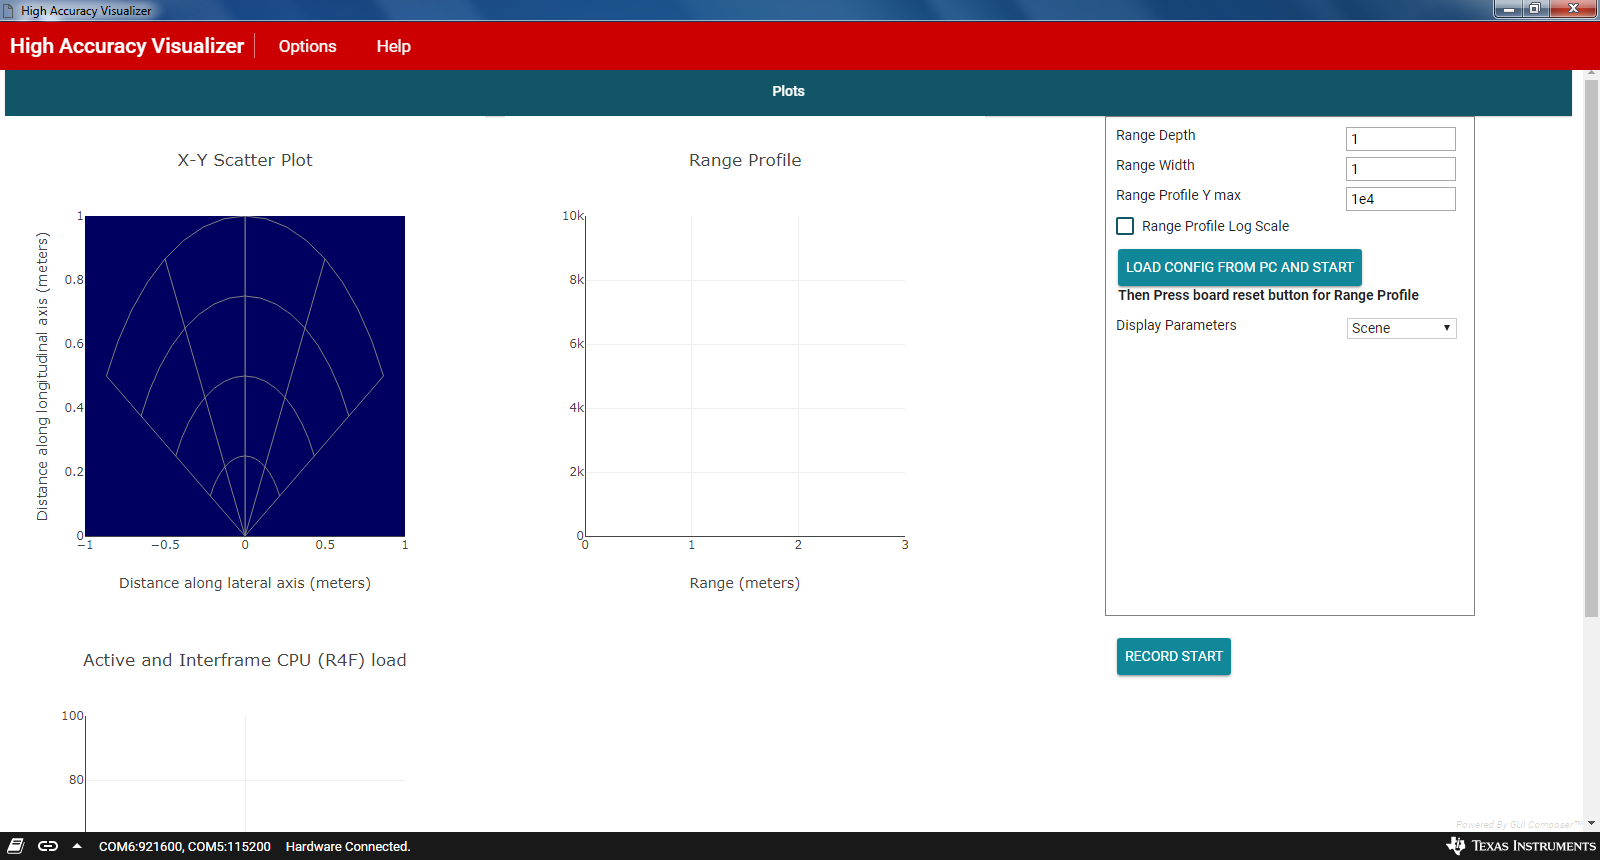 High Accuracy Visualizer
High Accuracy Visualizer
Options
Help
Plots
X-Y Scatter Plot
Distance along longitudinal axis (meters)
1
0.8
0.6
0.4
0.2
0
−1
−0.5
0
0.5
1
Distance along lateral axis (meters)
Range Profile
10k
8k
6k
4k
2k
0
0
1
2
3
Range (meters)
Range Depth
1
Range Width
1
Range Profile Y max
1e4
Range Profile Log Scale
LOAD CONFIG FROM PC AND START
Then Press board reset button for Range Profile
Display Parameters
Scene
RECORD START
Active and Interframe CPU (R4F) load
100
80
Powered By GUI Composer™
COM6:921600, COM5:115200
Hardware Connected.
TEXAS INSTRUMENTS